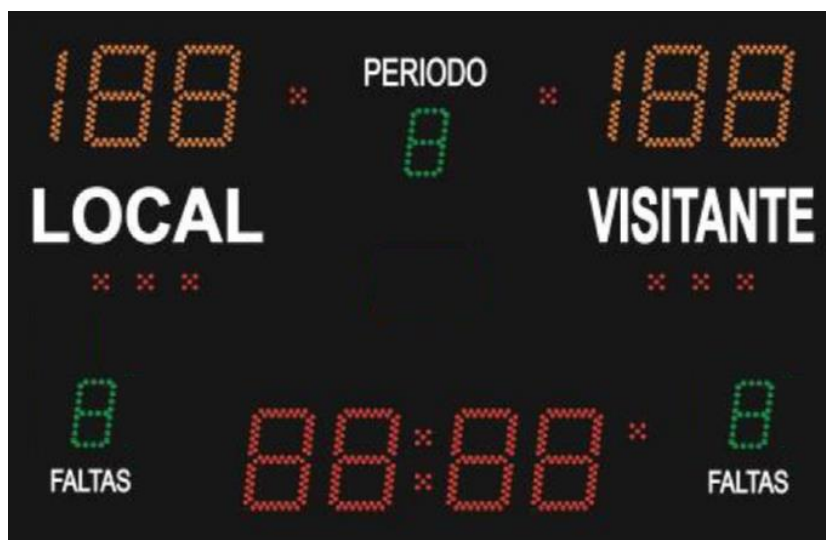 188 PERIODO 188
8
LOCAL VISITANTE
8 88:88 8
FALTAS FALTAS